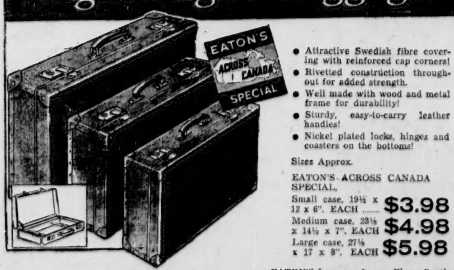 EATON'S
ACROSS
CANADA
SPECIAL
• Attractive Swedish fibre cover-
ing with reinforced cap corners!
• Rivetted construction through-
out for added strength.
• Well made with wood and metal
frame for durability!
• Sturdy, easy-to-carry leather
handles!
• Nickel plated locks, hinges and
coasters on the bottoms!
Sizes Approx.
EATON'S ACROSS CANADA
SPECIAL,
Small case, 19½ x
12 x 6". EACH ........ $3.98
Medium case, 23½
x 14½ x 7". EACH $4.98
Large case, 27½
x 17 x 8". EACH $5.98